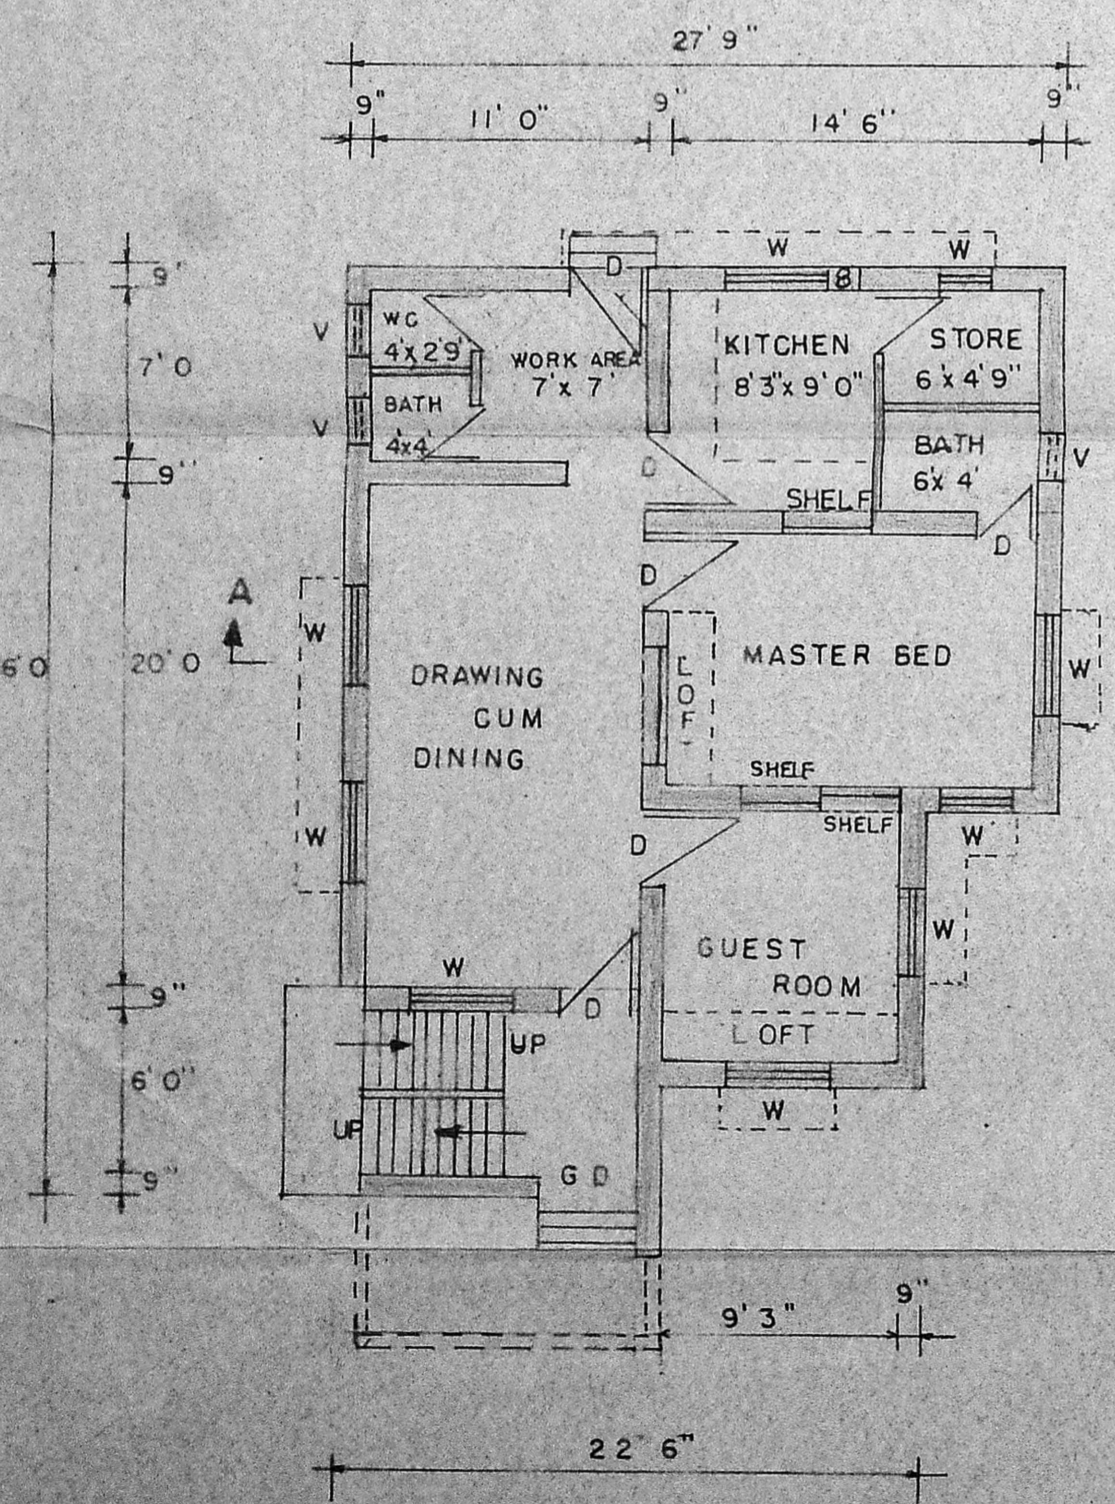 27' 9"
9" 11' 0" 9" 14' 6" 9"
9"
7' 0
9"
20' 0
9"
6' 0"
9"
6' 0
A
D
W
B
W
V
WC
4'x 2'9"
WORK AREA
7' x 7'
KITCHEN
8'3"x 9' 0"
STORE
6'x 4' 9"
V
BATH
4'x4'
D
SHELF
BATH
6'x 4'
V
D
D
W
DRAWING
CUM
DINING
LOF
MASTER BED
W
SHELF
SHELF
W
D
W
W
GUEST
ROOM
LOFT
W
W
D
UP
UP
G D
9' 3" 9"
22' 6"